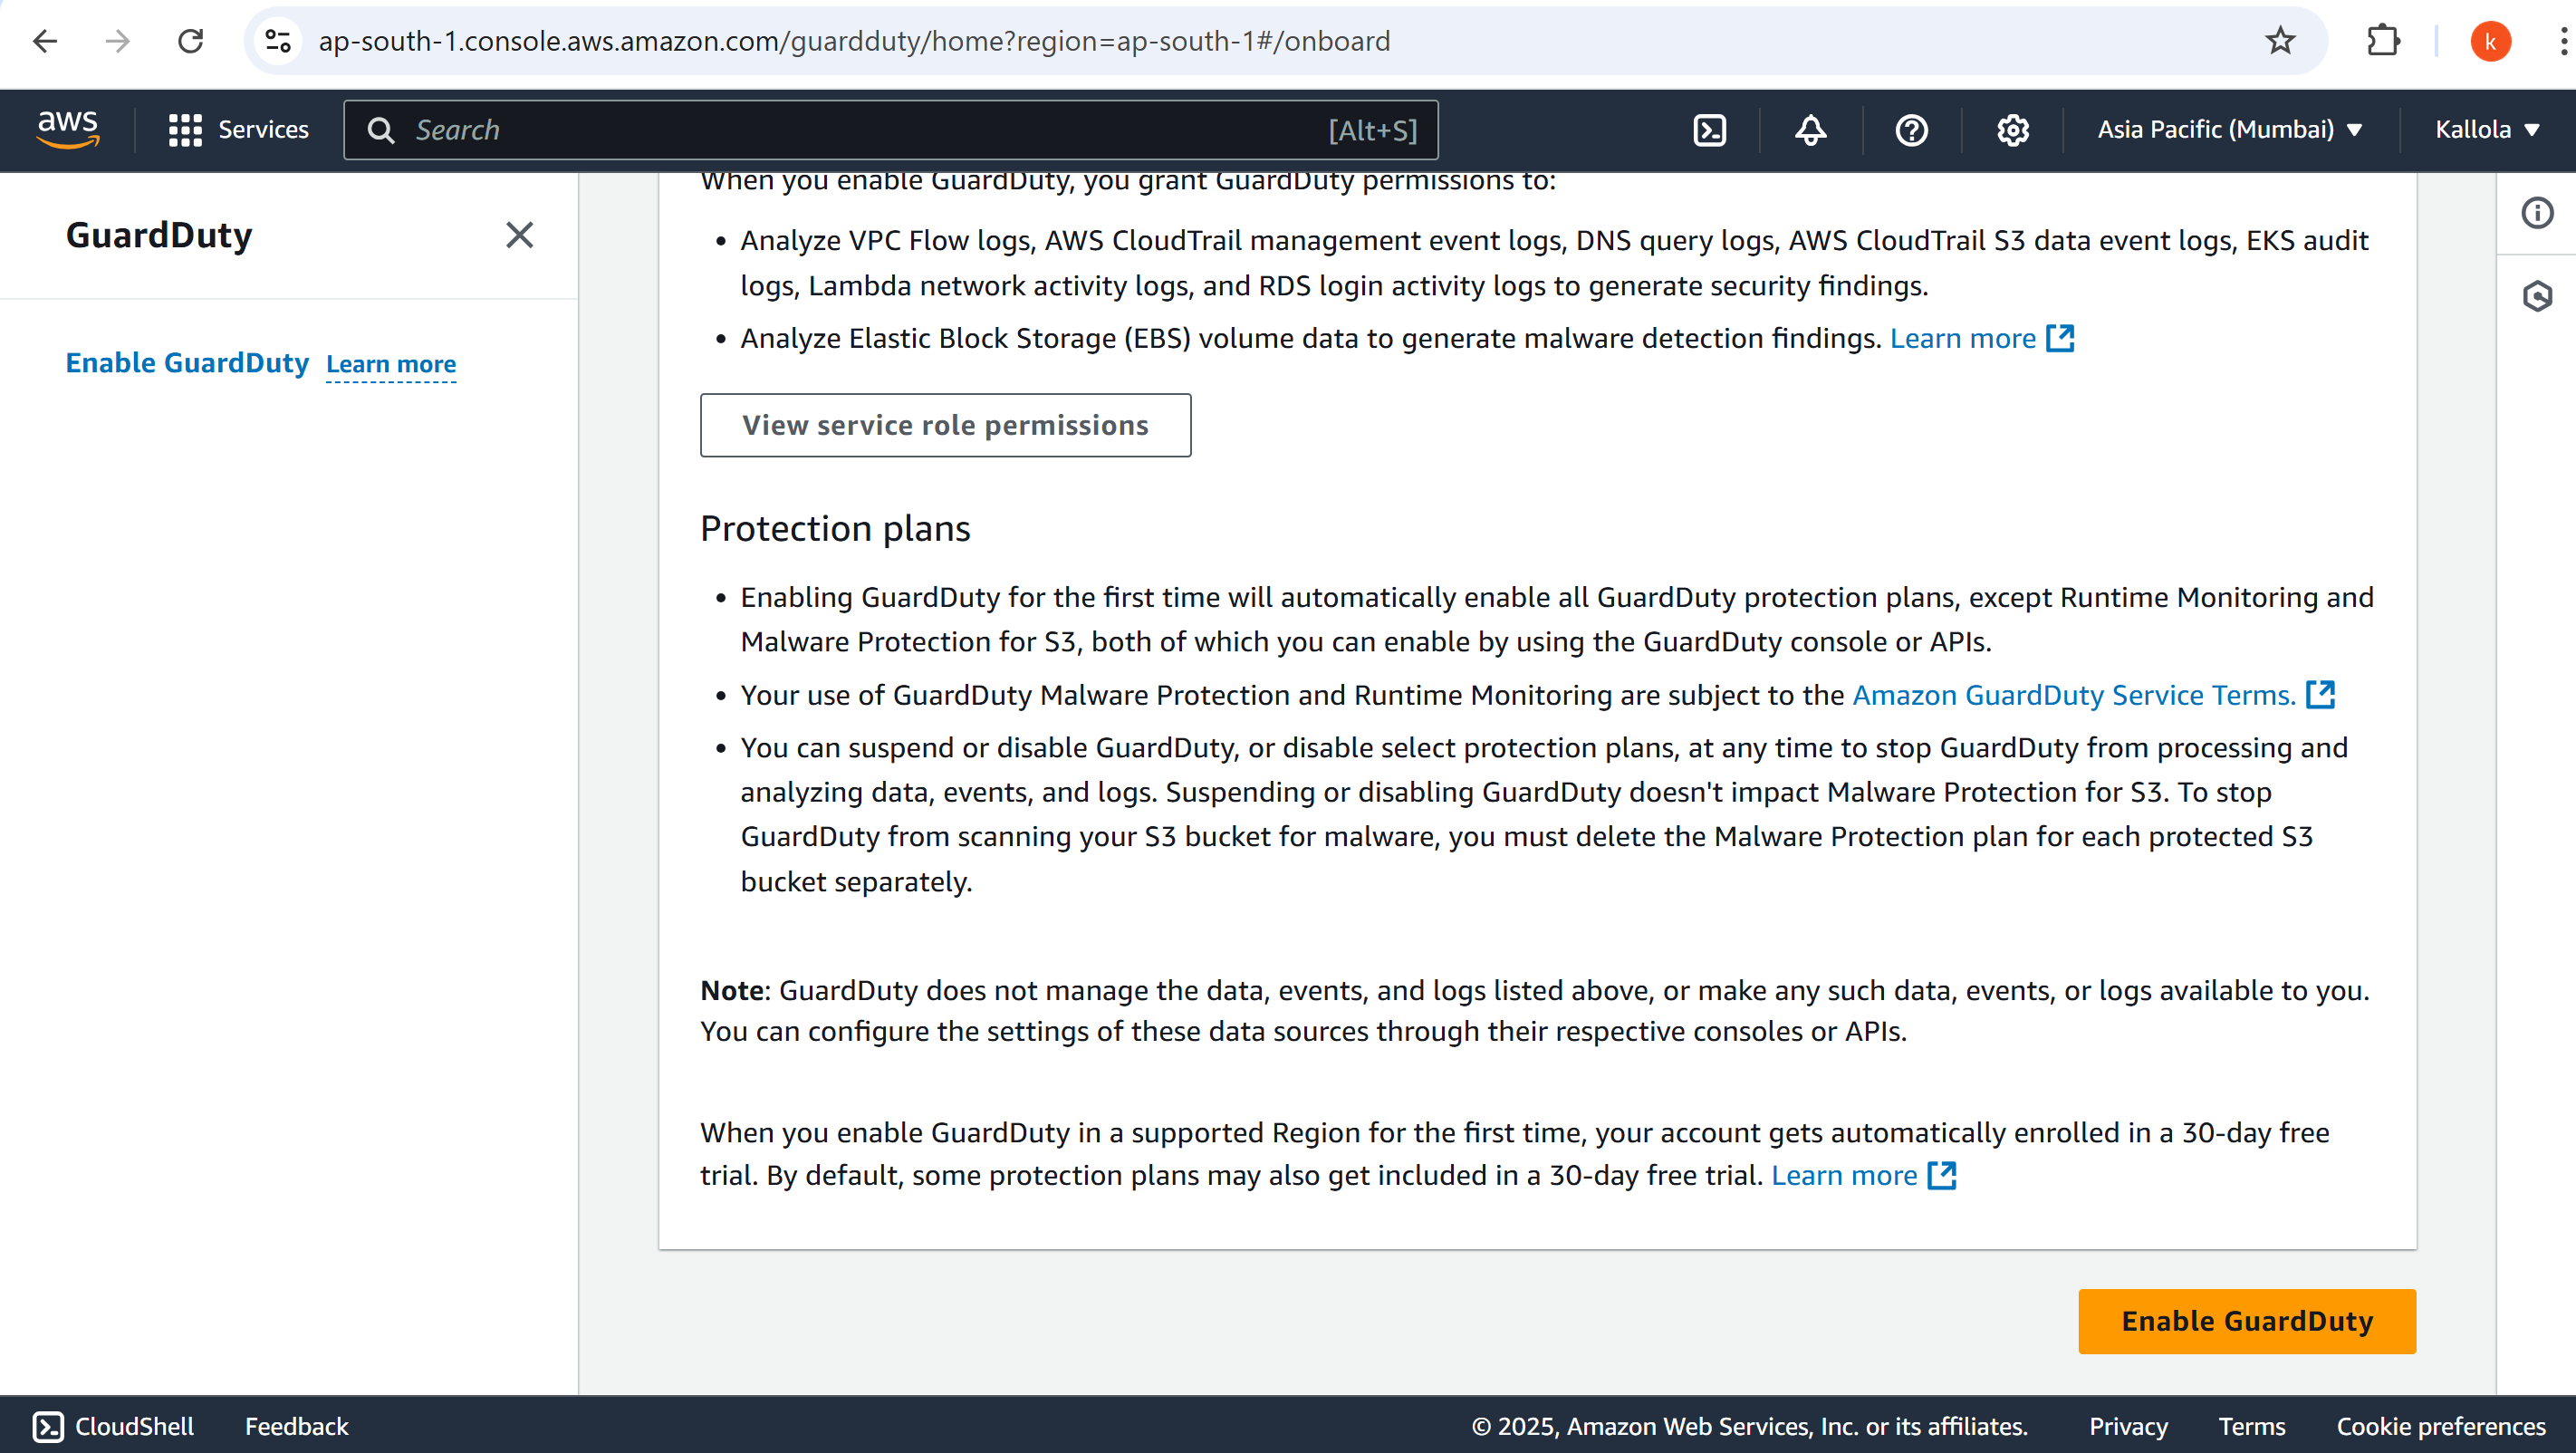 ap-south-1.console.aws.amazon.com/guardduty/home?region=ap-south-1#/onboard
k
aws
Services
Search
[Alt+S]
Asia Pacific (Mumbai)
Kallola
GuardDuty
Enable GuardDuty Learn more
When you enable GuardDuty, you grant GuardDuty permissions to:
• Analyze VPC Flow logs, AWS CloudTrail management event logs, DNS query logs, AWS CloudTrail S3 data event logs, EKS audit
logs, Lambda network activity logs, and RDS login activity logs to generate security findings.
• Analyze Elastic Block Storage (EBS) volume data to generate malware detection findings. Learn more
View service role permissions
Protection plans
• Enabling GuardDuty for the first time will automatically enable all GuardDuty protection plans, except Runtime Monitoring and
Malware Protection for S3, both of which you can enable by using the GuardDuty console or APIs.
• Your use of GuardDuty Malware Protection and Runtime Monitoring are subject to the Amazon GuardDuty Service Terms.
• You can suspend or disable GuardDuty, or disable select protection plans, at any time to stop GuardDuty from processing and
analyzing data, events, and logs. Suspending or disabling GuardDuty doesn't impact Malware Protection for S3. To stop
GuardDuty from scanning your S3 bucket for malware, you must delete the Malware Protection plan for each protected S3
bucket separately.
Note: GuardDuty does not manage the data, events, and logs listed above, or make any such data, events, or logs available to you.
You can configure the settings of these data sources through their respective consoles or APIs.
When you enable GuardDuty in a supported Region for the first time, your account gets automatically enrolled in a 30-day free
trial. By default, some protection plans may also get included in a 30-day free trial. Learn more
Enable GuardDuty
CloudShell
Feedback
© 2025, Amazon Web Services, Inc. or its affiliates.
Privacy
Terms
Cookie preferences